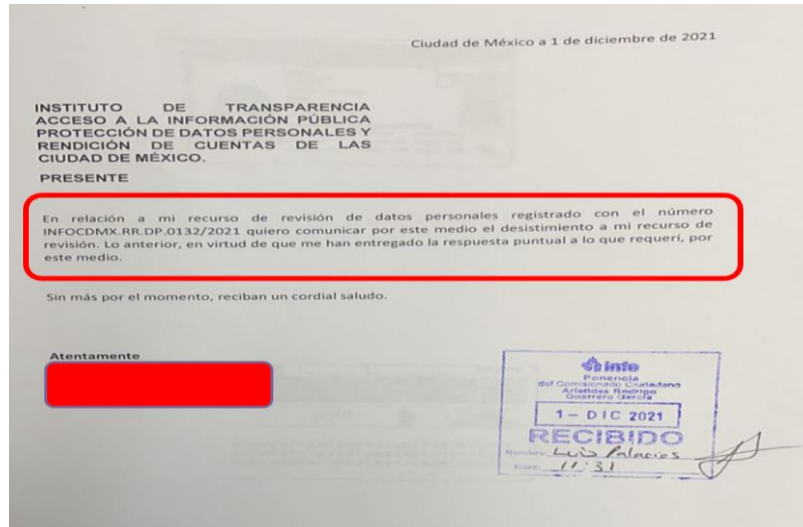 Ciudad de México a 1 de diciembre de 2021
INSTITUTO DE TRANSPARENCIA
ACCESO A LA INFORMACIÓN PÚBLICA
PROTECCIÓN DE DATOS PERSONALES Y
RENDICIÓN DE CUENTAS DE LAS
CIUDAD DE MÉXICO.
PRESENTE
En relación a mi recurso de revisión de datos personales registrado con el número
INFOCDMX.RR.DP.0132/2021 quiero comunicar por este medio el desistimiento a mi recurso de
revisión. Lo anterior, en virtud de que me han entregado la respuesta puntual a lo que requerí, por
este medio.
Sin más por el momento, reciban un cordial saludo.
Atentamente
info
Ponencia
del Comisionado Ciudadano
Arístides Rodrigo
Guerrero García
1 - DIC 2021
RECIBIDO
Nombre: Luis Palacios
Hora: 11:31